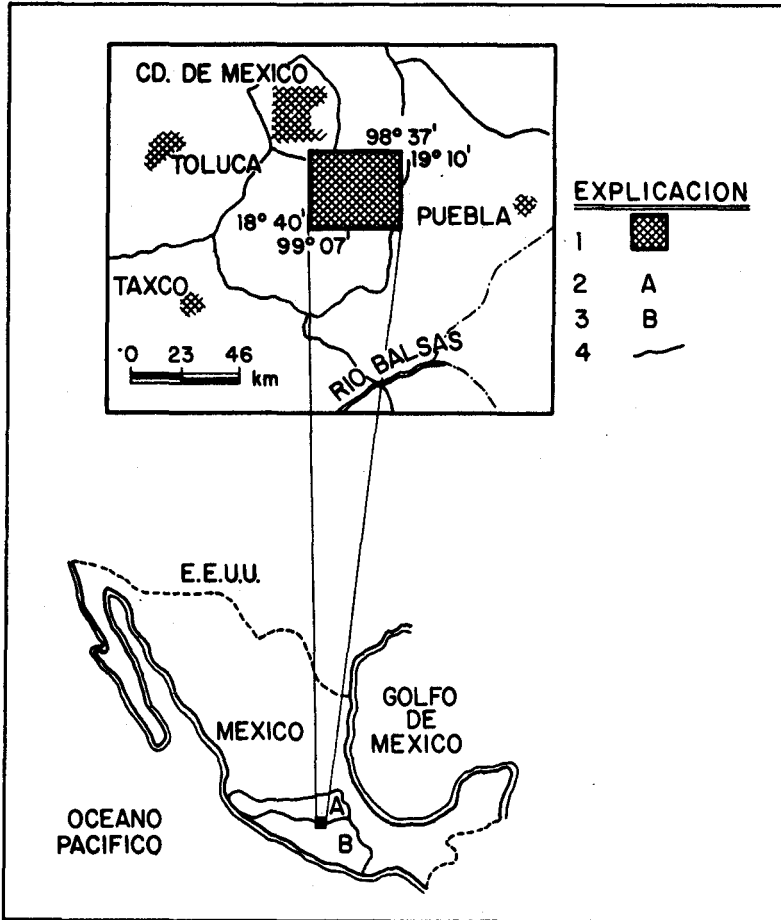 CD. DE MEXICO
98° 37'
19° 10'
TOLUCA
18° 40'
99° 07'
PUEBLA
TAXCO
0 23 46
km
RIO BALSAS
EXPLICACION
1
2 A
3 B
4
E.E.U.U.
MEXICO
GOLFO
DE
MEXICO
OCEANO
PACIFICO
A
B